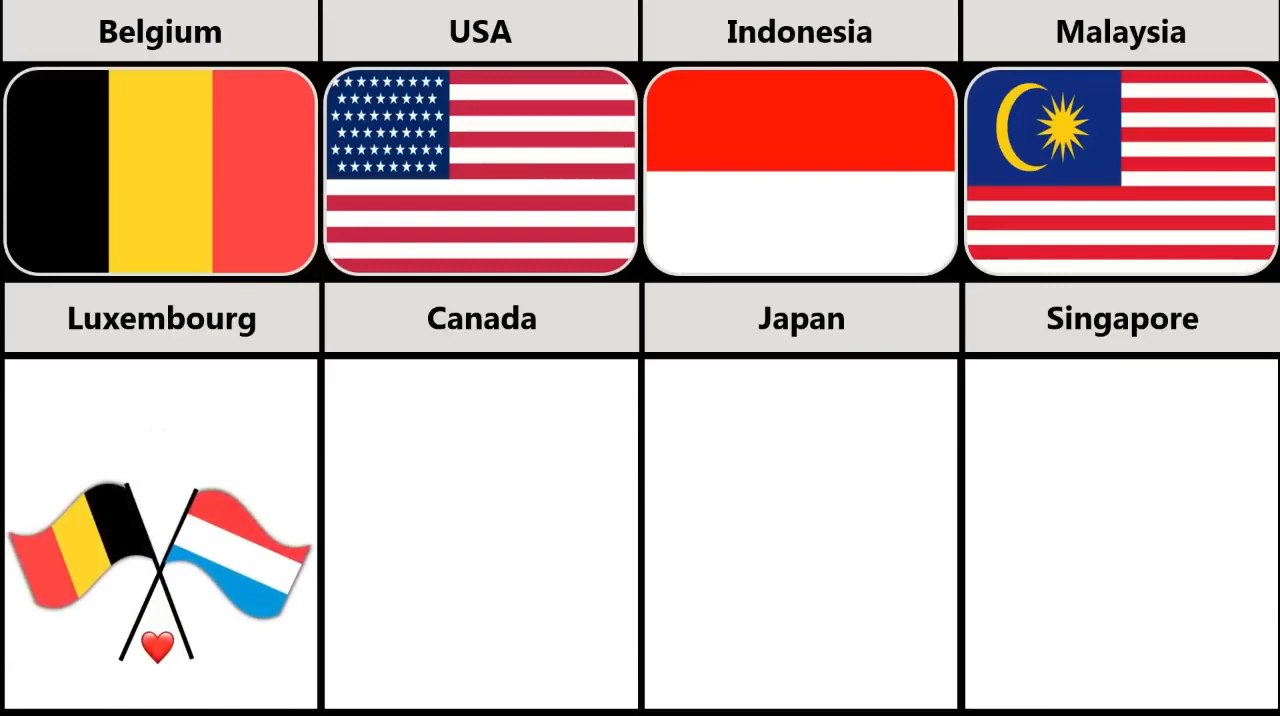 Belgium
USA
Indonesia
Malaysia
Luxembourg
Canada
Japan
Singapore